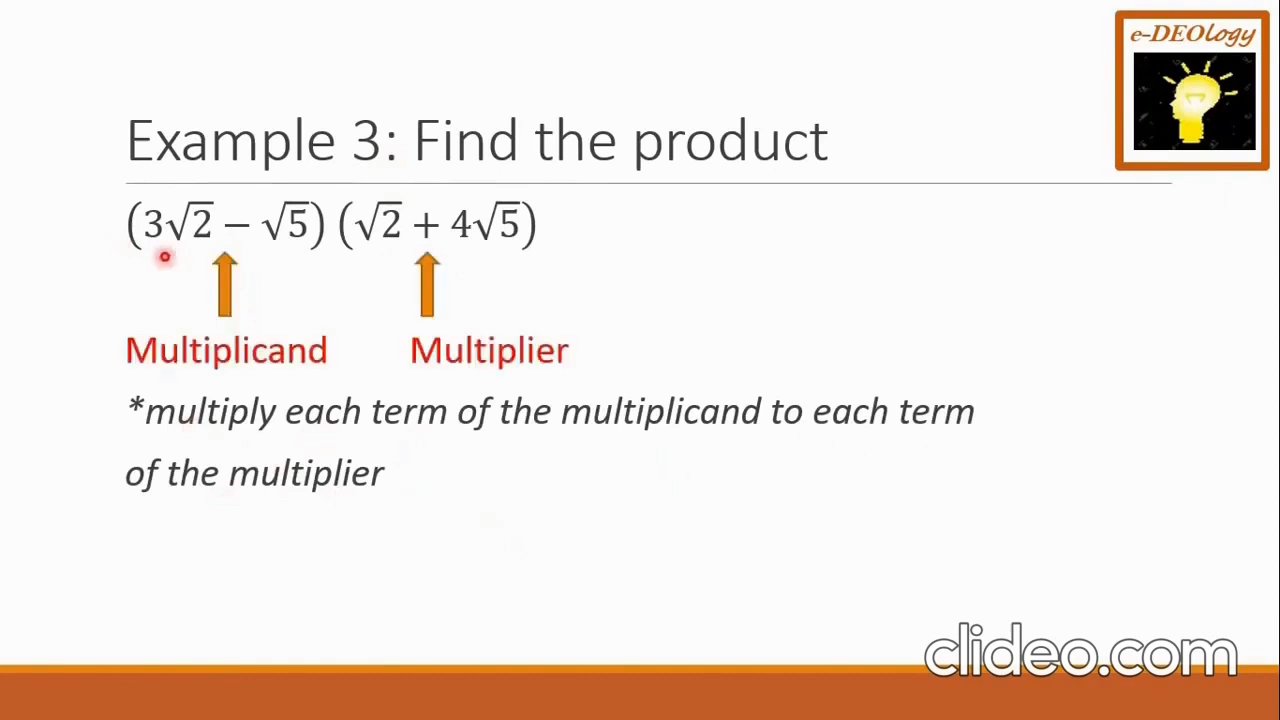 e-DEOlogy
Example 3: Find the product
(3√2 − √5) (√2 + 4√5)
Multiplicand Multiplier
*multiply each term of the multiplicand to each term
of the multiplier
clideo.com